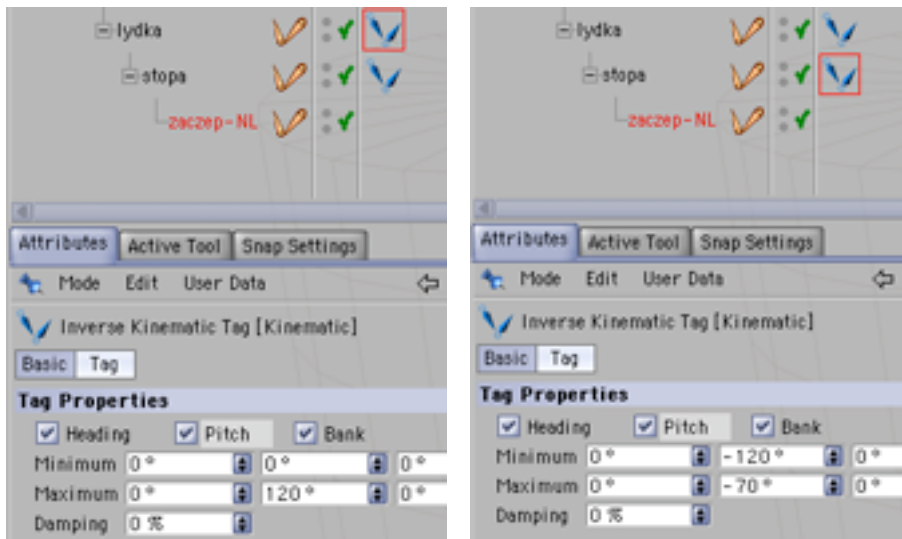 lydka
stopa
zaczep-NL
Attributes Active Tool Snap Settings
Mode Edit User Data
Inverse Kinematic Tag [Kinematic]
Basic Tag
Tag Properties
Heading Pitch Bank
Minimum 0° 0° 0°
Maximum 0° 120° 0°
Damping 0 %
lydka
stopa
zaczep-NL
Attributes Active Tool Snap Settings
Mode Edit User Data
Inverse Kinematic Tag [Kinematic]
Basic Tag
Tag Properties
Heading Pitch Bank
Minimum 0° -120° 0°
Maximum 0° -70° 0°
Damping 0 %